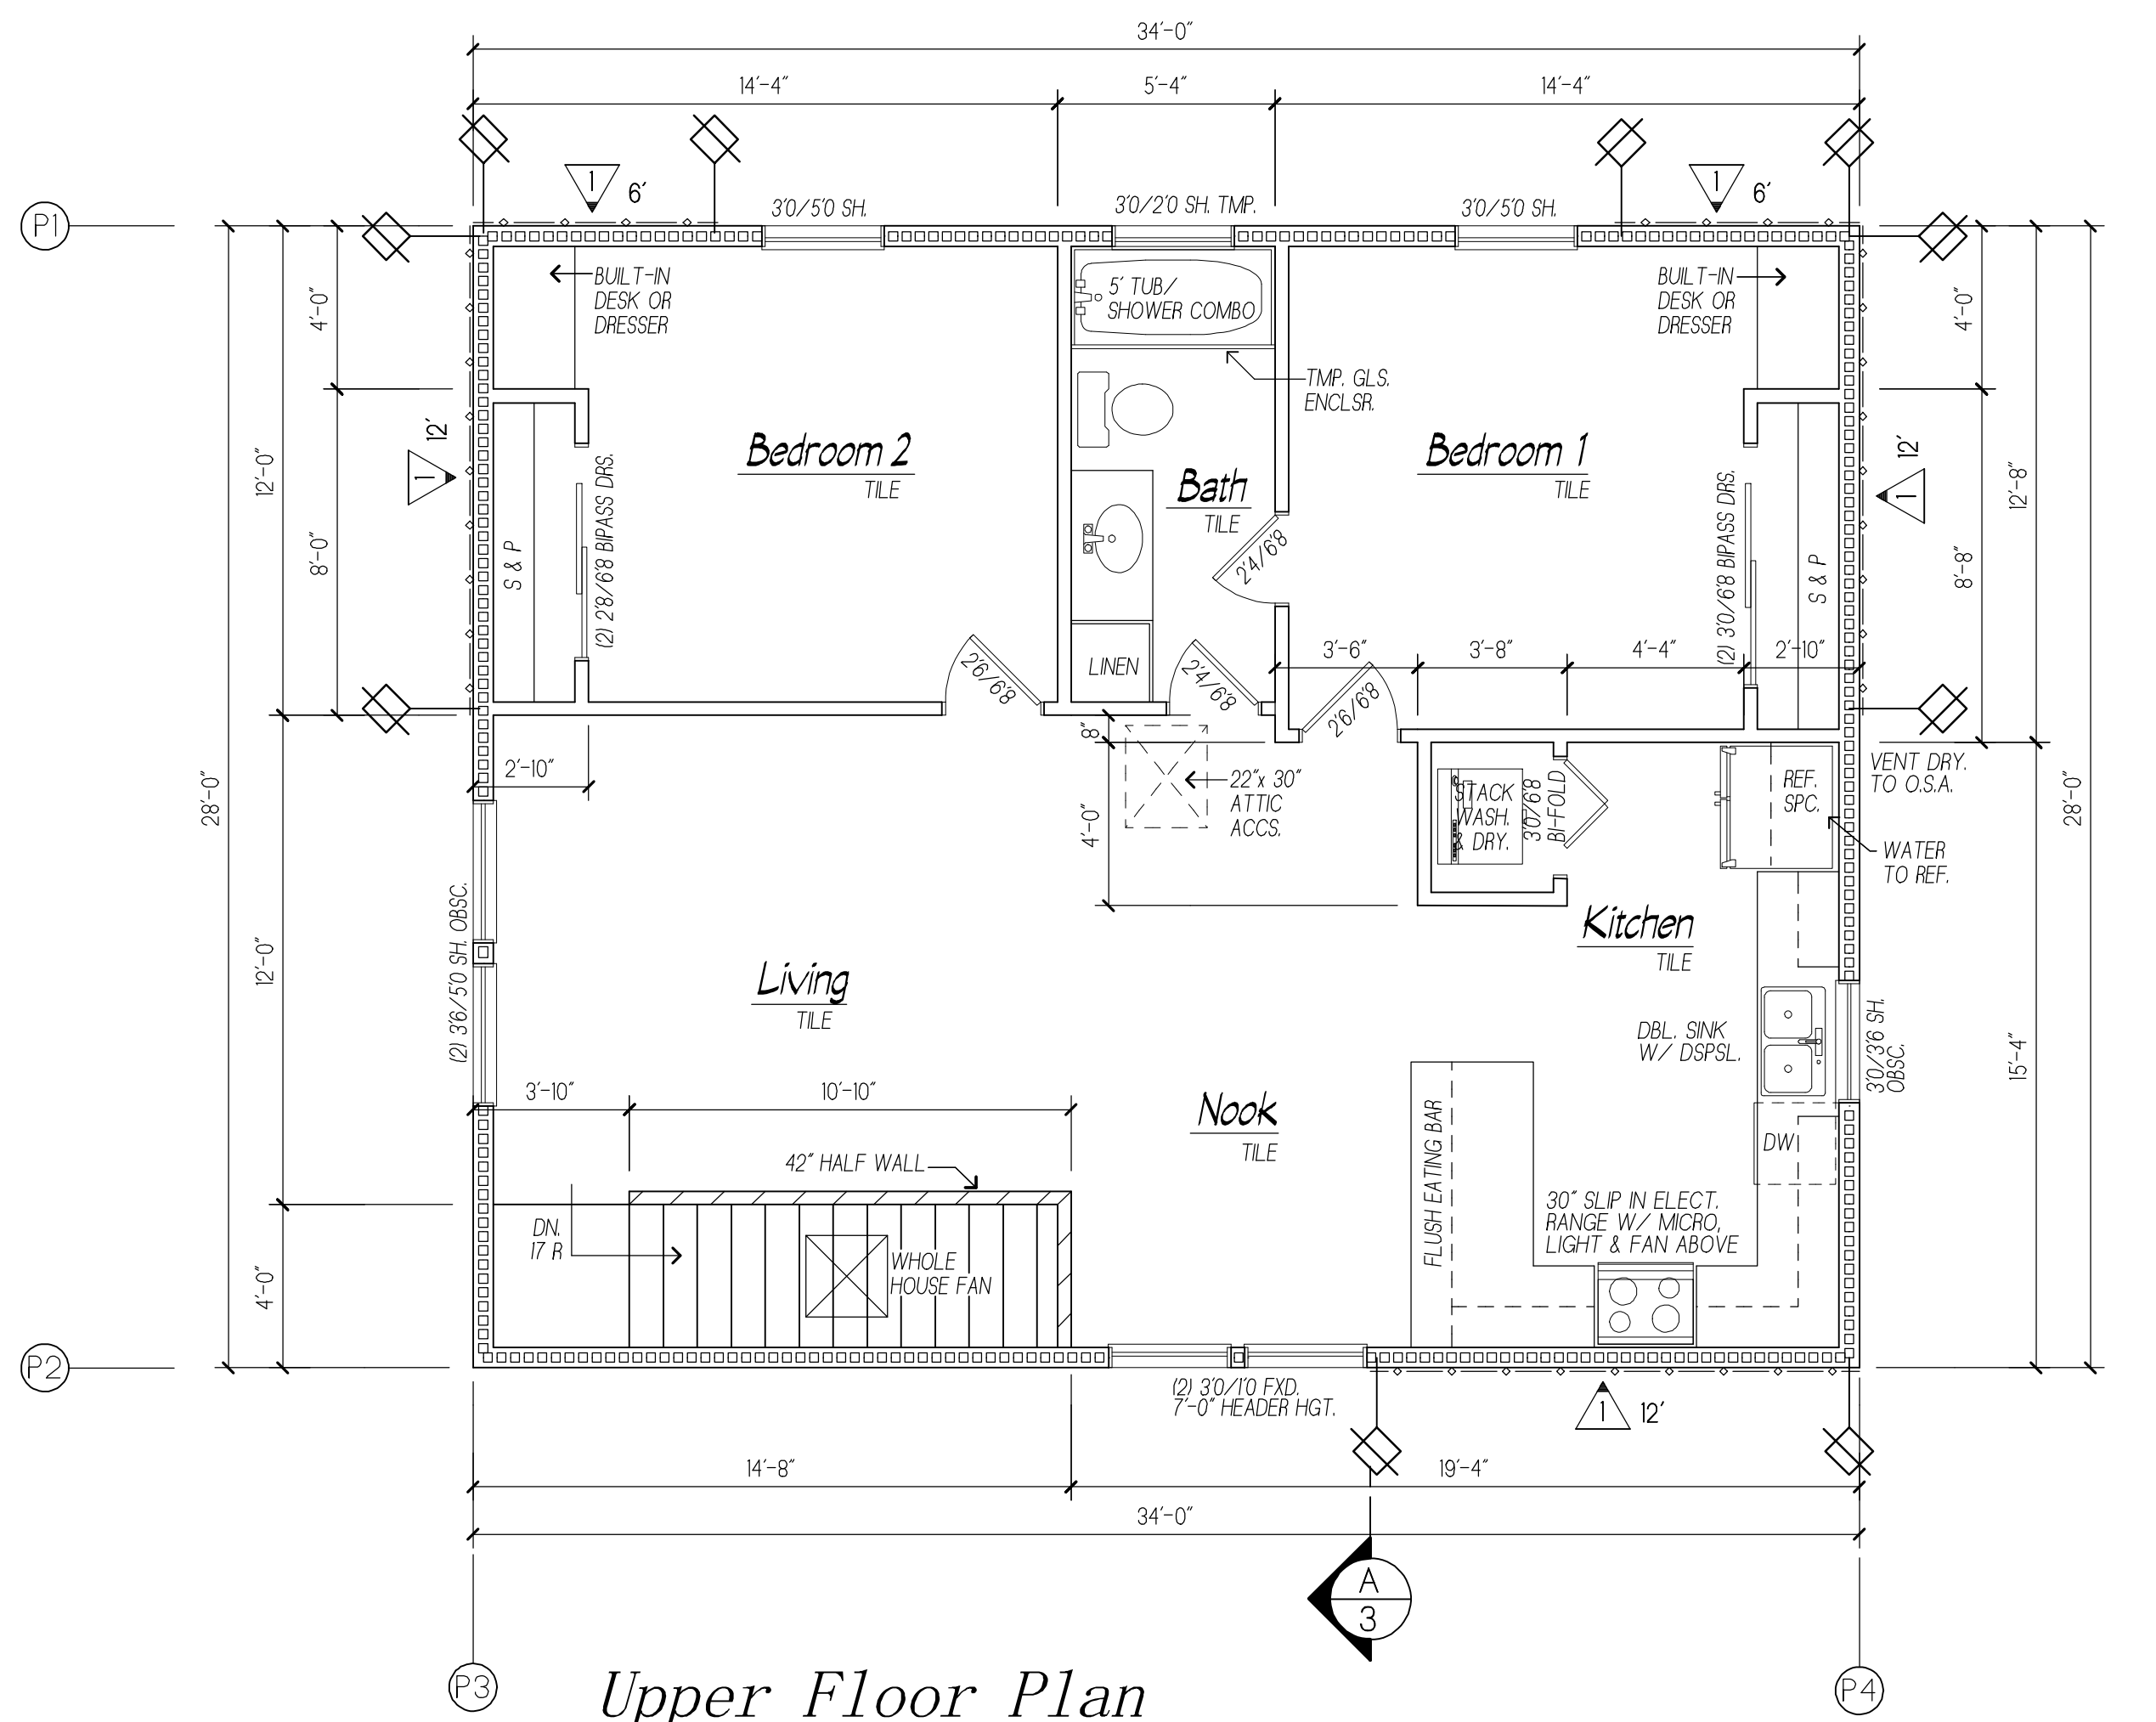 34'-0"
14'-4"
5'-4"
14'-4"
1
6'
1
6'
3'0/5'0 SH.
3'0/2'0 SH. TMP.
3'0/5'0 SH.
P1
BUILT-IN
DESK OR
DRESSER
5' TUB/
SHOWER COMBO
BUILT-IN
DESK OR
DRESSER
4'-0"
4'-0"
TMP. GLS.
ENCLSR.
12'
1
12'
1
Bedroom 2
TILE
Bath
TILE
Bedroom 1
TILE
12'-0"
12'-8"
8'-0"
8'-8"
S & P
(2) 2'8/6'8 BIPASS DRS.
2'4/6'8
(2) 3'0/6'8 BIPASS DRS.
S & P
LINEN
2'6/6'8
2'4/6'8
2'6/6'8
3'-6"
3'-8"
4'-4"
2'-10"
8"
2'-10"
28'-0"
28'-0"
4'-0"
22"x 30"
ATTIC
ACCS.
STACK
WASH.
& DRY.
3'0/6'8
BI-FOLD
REF.
SPC.
VENT DRY.
TO O.S.A.
WATER
TO REF.
(2) 3'6/5'0 SH. OBSC.
12'-0"
Living
TILE
Kitchen
TILE
DBL. SINK
W/ DSPSL.
3'0/3'6 SH.
OBSC.
15'-4"
3'-10"
10'-10"
Nook
TILE
FLUSH EATING BAR
DW
42" HALF WALL
30" SLIP IN ELECT.
RANGE W/ MICRO,
LIGHT & FAN ABOVE
DN.
17 R
WHOLE
HOUSE FAN
4'-0"
P2
(2) 3'0/1'0 FXD.
7'-0" HEADER HGT.
1
12'
14'-8"
19'-4"
34'-0"
A
3
P3
P4
Upper Floor Plan